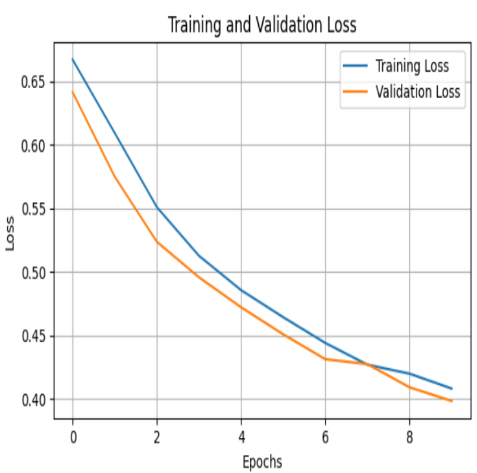 Training and Validation Loss
Training Loss
Validation Loss
0.65
0.60
0.55
0.50
0.45
0.40
Loss
0 2 4 6 8
Epochs